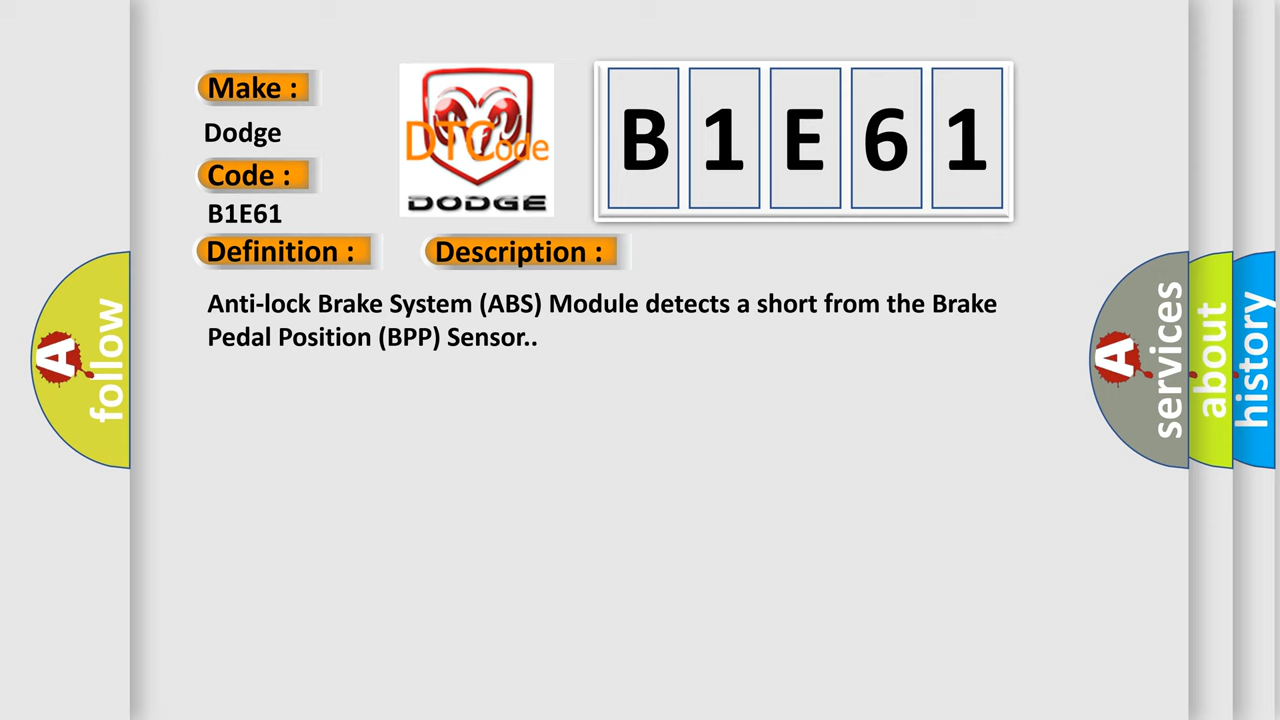 Make :
Dodge
Code :
B1E61
Definition :
Description :
Anti-lock Brake System (ABS) Module detects a short from the Brake
Pedal Position (BPP) Sensor..
DTCode
DODGE
B 1 E 6 1
A follow
A services
about
history